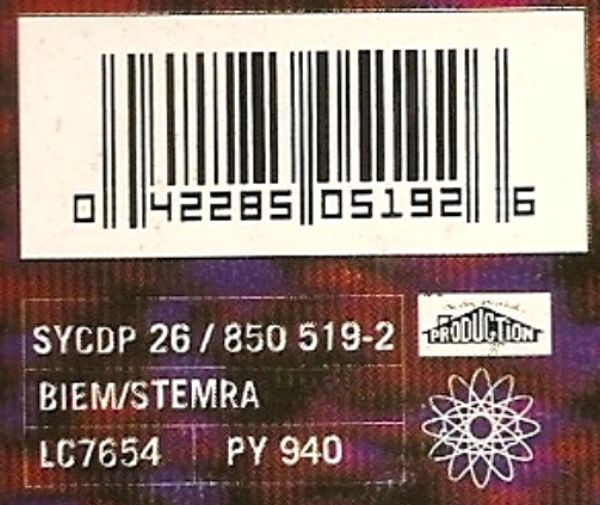 0 42285 05192 6
SYCDP 26 / 850 519-2
PRODUCTION
BIEM/STEMRA
LC7654 PY 940